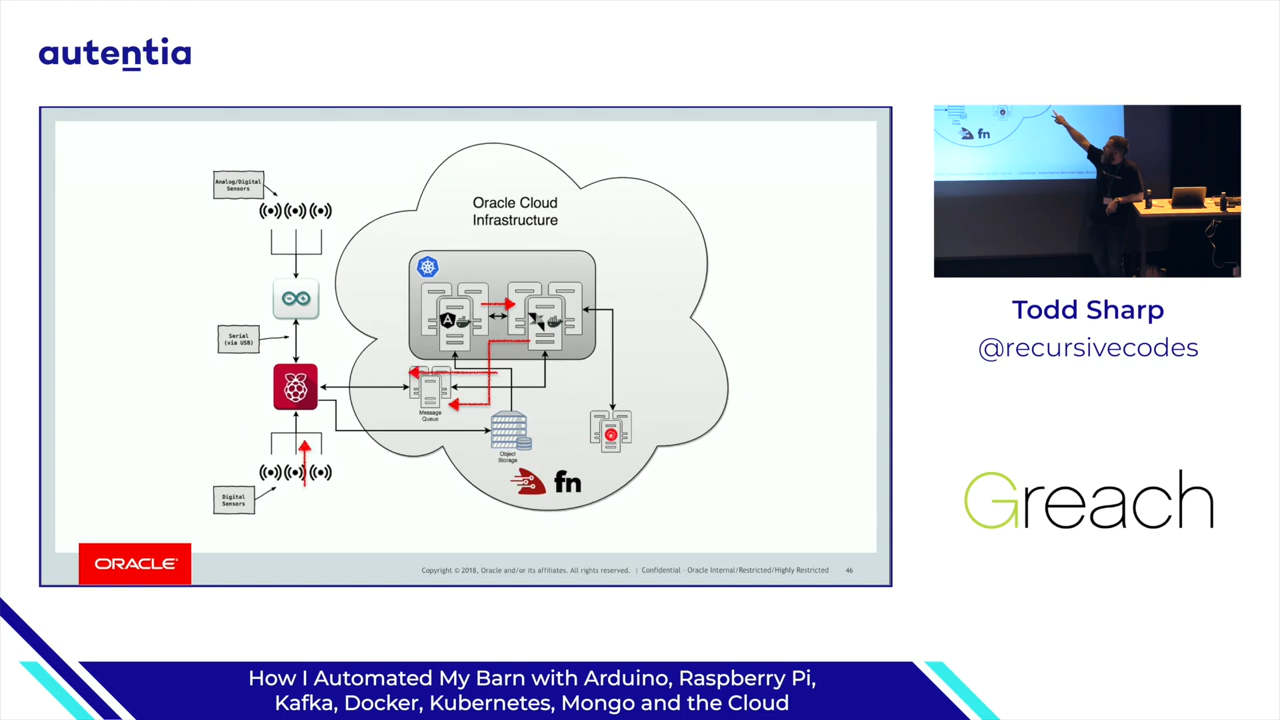 autentia
Analog/Digital
Sensors
Oracle Cloud
Infrastructure
Serial
(via USB)
Message
Queue
Object
Storage
Digital
Sensors
fn
ORACLE
Copyright © 2018, Oracle and/or its affiliates. All rights reserved. | Confidential - Oracle Internal/Restricted/Highly Restricted 46
fn
Todd Sharp
@recursivecodes
Greach
How I Automated My Barn with Arduino, Raspberry Pi,
Kafka, Docker, Kubernetes, Mongo and the Cloud